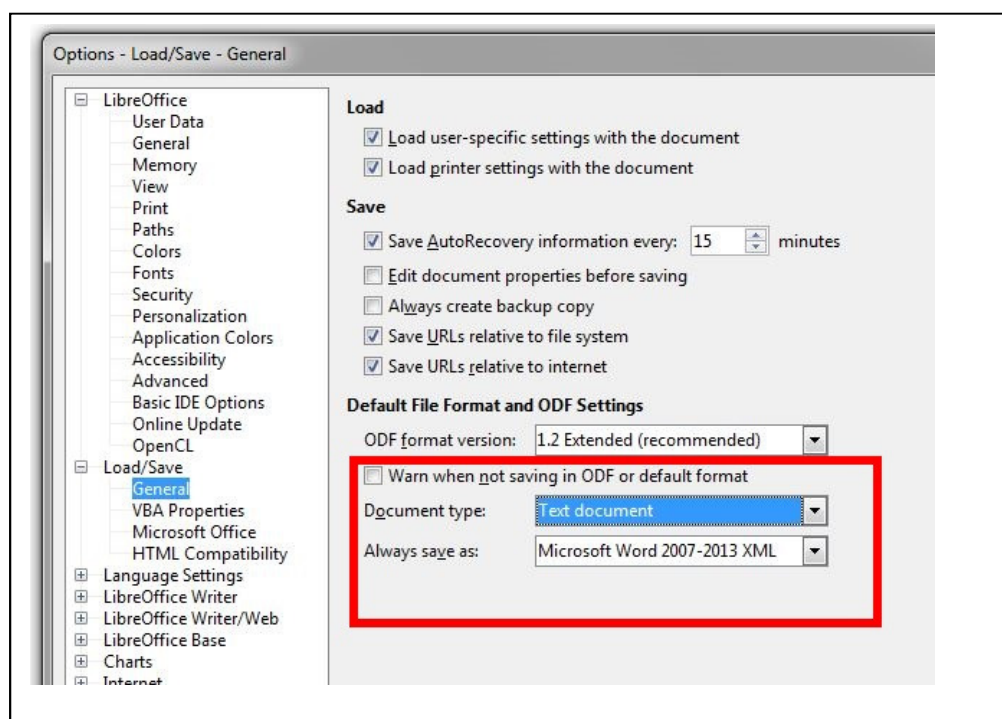 Options - Load/Save - General
LibreOffice
User Data
General
Memory
View
Print
Paths
Colors
Fonts
Security
Personalization
Application Colors
Accessibility
Advanced
Basic IDE Options
Online Update
OpenCL
Load/Save
General
VBA Properties
Microsoft Office
HTML Compatibility
Language Settings
LibreOffice Writer
LibreOffice Writer/Web
LibreOffice Base
Charts
Internet
Load
Load user-specific settings with the document
Load printer settings with the document
Save
Save AutoRecovery information every: 15 minutes
Edit document properties before saving
Always create backup copy
Save URLs relative to file system
Save URLs relative to internet
Default File Format and ODF Settings
ODF format version: 1.2 Extended (recommended)
Warn when not saving in ODF or default format
Document type: Text document
Always save as: Microsoft Word 2007-2013 XML